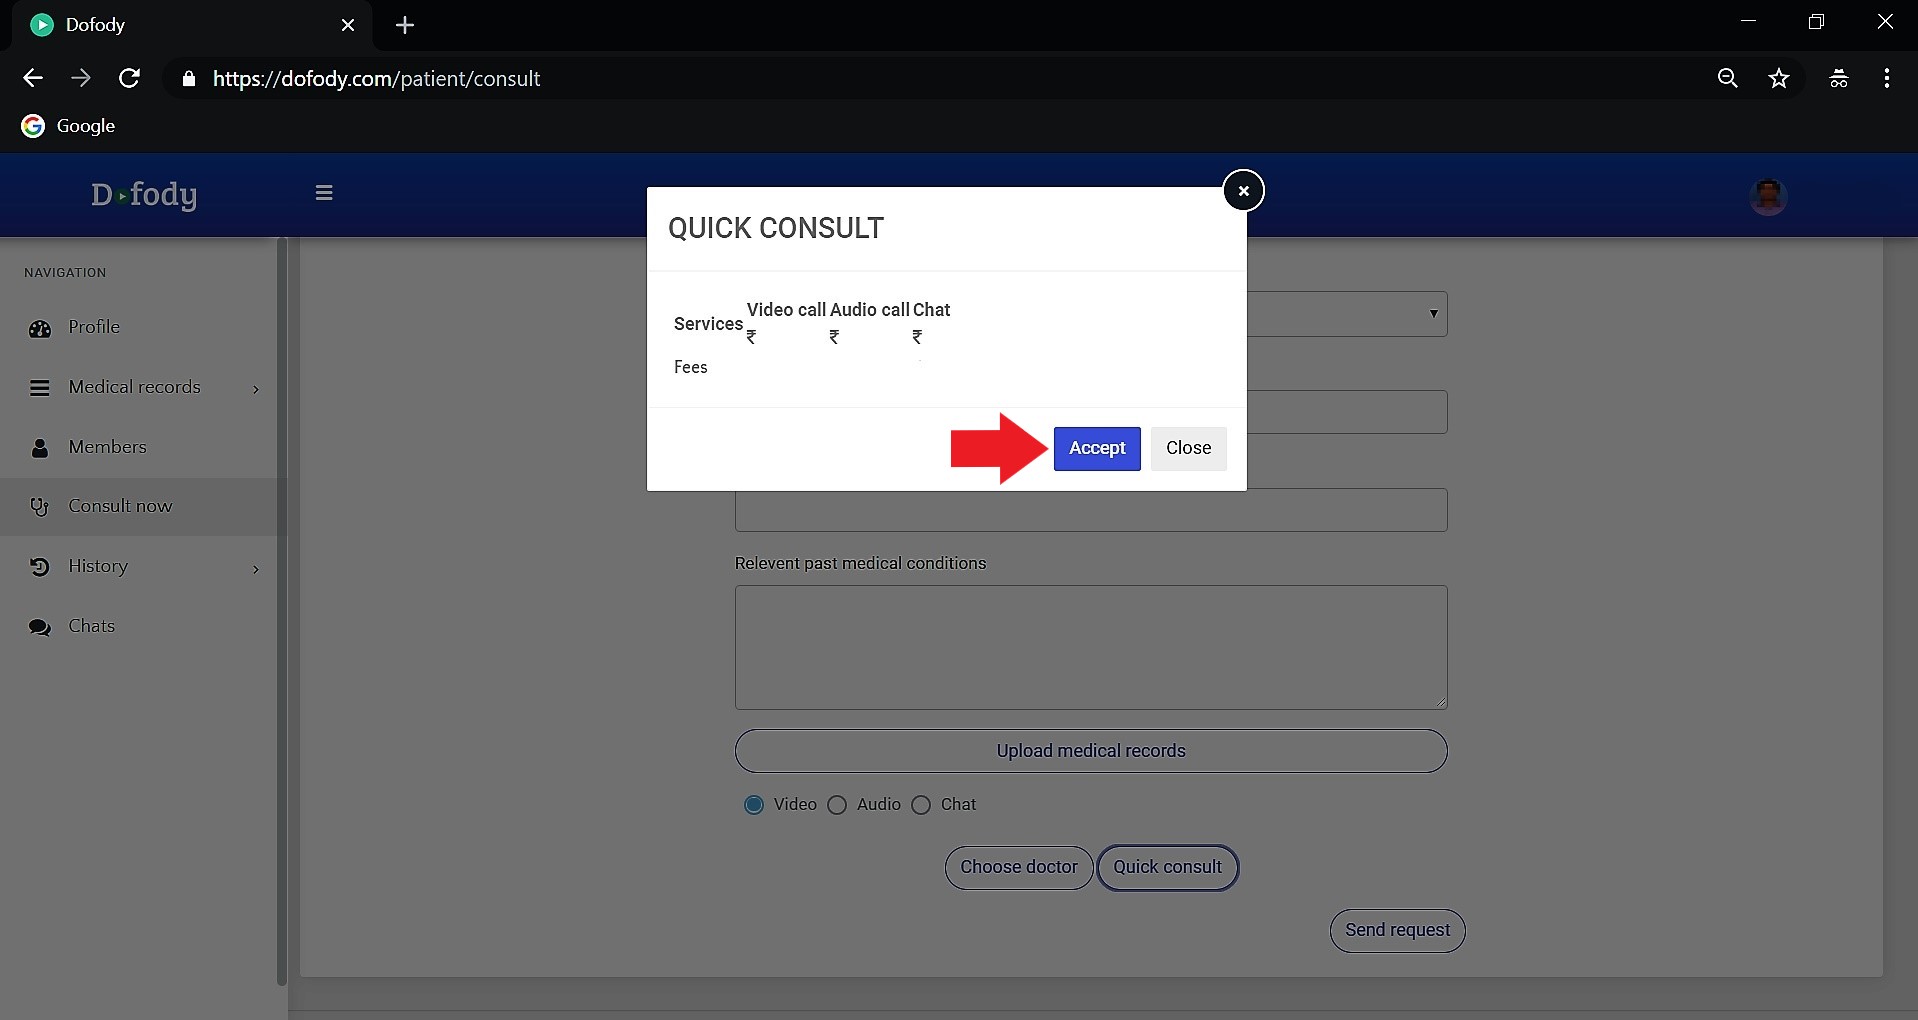 Dofody
https://dofody.com/patient/consult
Google
Dofody
QUICK CONSULT
Services Video call Audio call Chat
₹ ₹ ₹
Fees
Accept Close
NAVIGATION
Profile
Medical records
Members
Consult now
History
Chats
Relevent past medical conditions
Upload medical records
Video Audio Chat
Choose doctor Quick consult
Send request